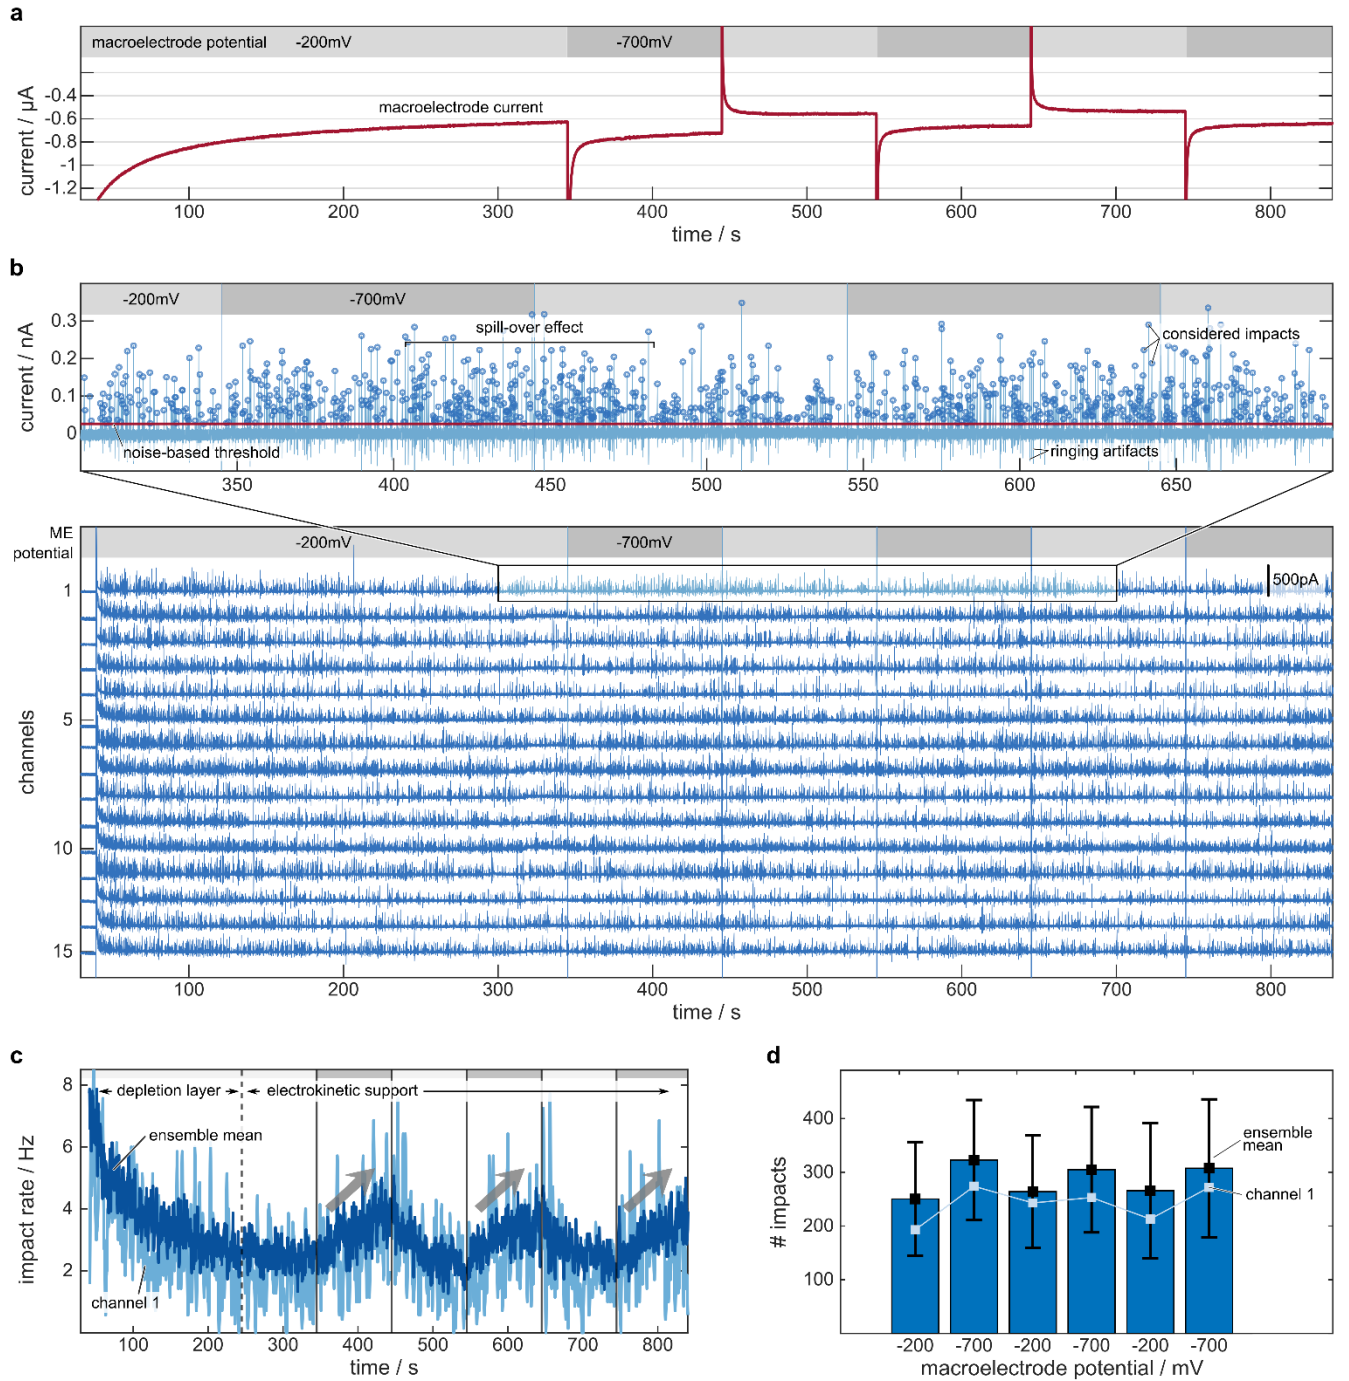 a
macroelectrode potential -200mV -700mV
-0.4
macroelectrode current
-0.6
-0.8
-1
-1.2
current / µA
100 200 300 400 500 600 700 800
time / s
b
-200mV -700mV
0.3
spill-over effect
considered impacts
0.2
0.1
0
current / nA
noise-based threshold
ringing artifacts
350 400 450 500 550 600 650
ME
potential
-200mV -700mV
1
500pA
5
10
15
channels
100 200 300 400 500 600 700 800
time / s
c
8
depletion layer electrokinetic support
ensemble mean
6
4
2
impact rate / Hz
channel 1
100 200 300 400 500 600 700 800
time / s
d
400
ensemble
mean
300
channel 1
200
100
# impacts
-200 -700 -200 -700 -200 -700
macroelectrode potential / mV